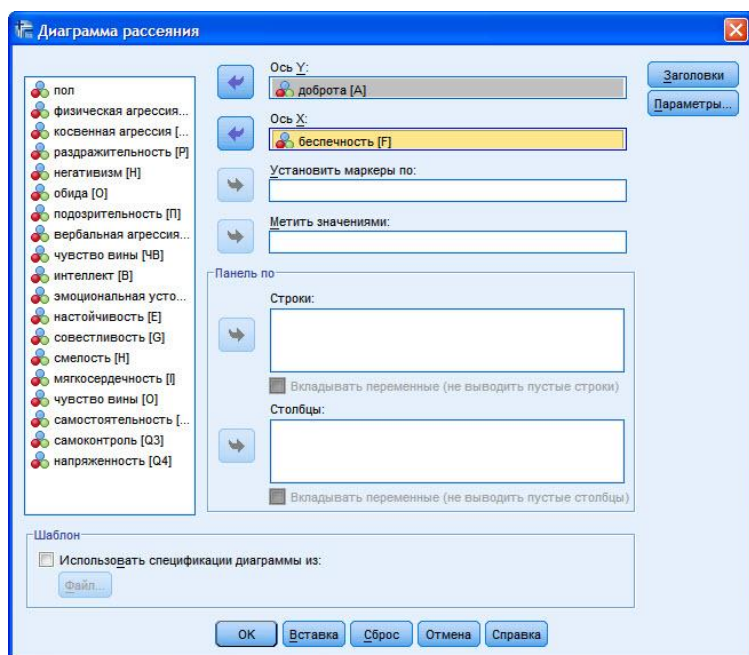 Диаграмма рассеяния
пол
физическая агрессия...
косвенная агрессия [...
раздражительность [Р]
негативизм [Н]
обида [О]
подозрительность [П]
вербальная агрессия...
чувство вины [ЧВ]
интеллект [B]
эмоциональная усто...
настойчивость [E]
совестливость [G]
смелость [H]
мягкосердечность [I]
чувство вины [O]
самостоятельность [...
самоконтроль [Q3]
напряженность [Q4]
Ось Y:
доброта [A]
Ось X:
беспечность [F]
Установить маркеры по:
Метить значениями:
Панель по
Строки:
Вкладывать переменные (не выводить пустые строки)
Столбцы:
Вкладывать переменные (не выводить пустые столбцы)
Заголовки
Параметры...
Шаблон
Использовать спецификации диаграммы из:
Файл...
OK Вставка Сброс Отмена Справка